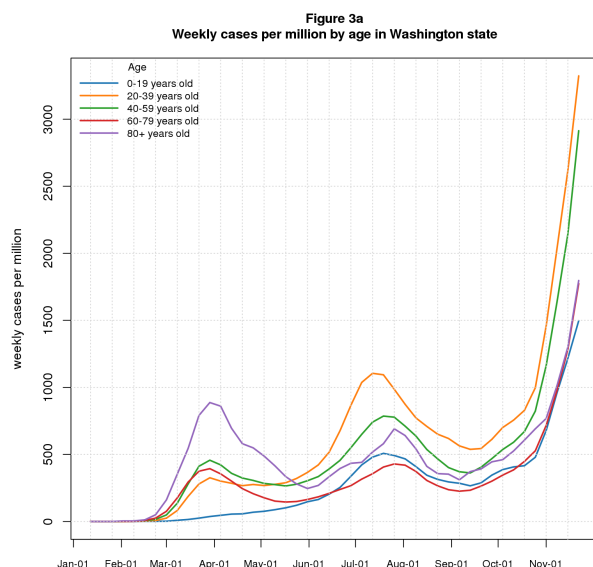 Figure 3a
Weekly cases per million by age in Washington state
Age
0-19 years old
20-39 years old
40-59 years old
60-79 years old
80+ years old
weekly cases per million
3000
2500
2000
1500
1000
500
0
Jan-01 Feb-01 Mar-01 Apr-01 May-01 Jun-01 Jul-01 Aug-01 Sep-01 Oct-01 Nov-01